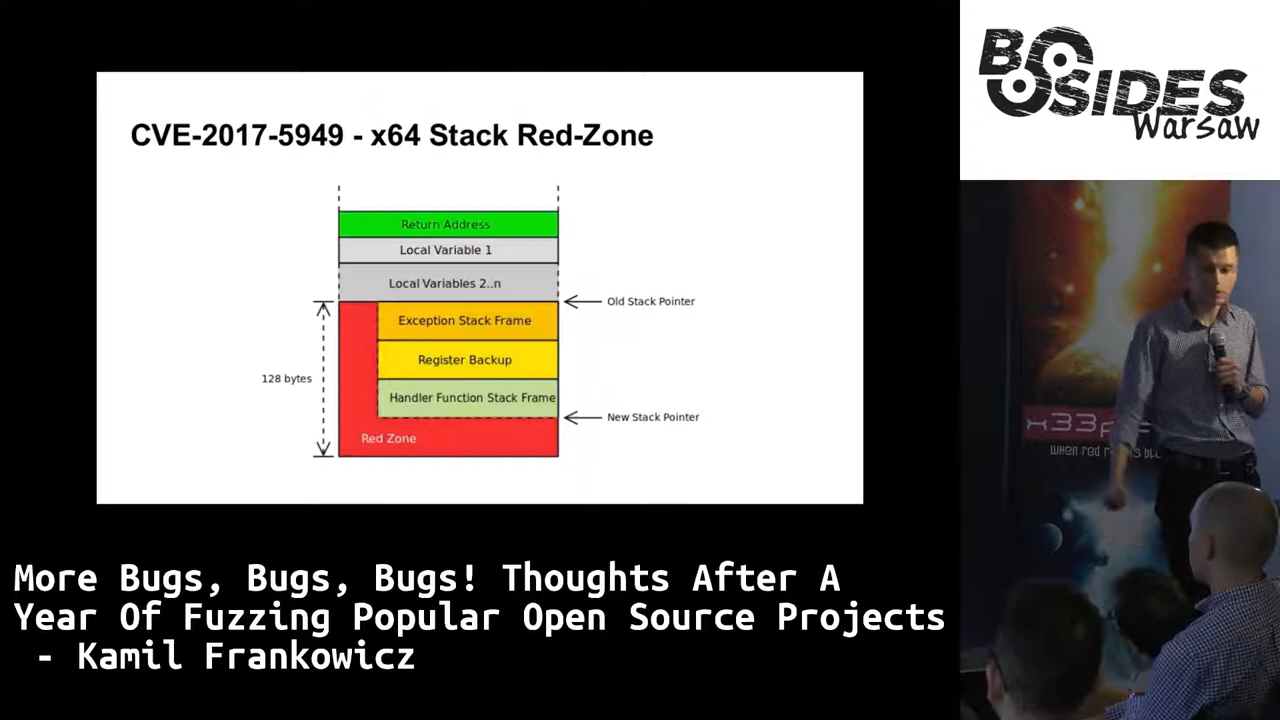 CVE-2017-5949 - x64 Stack Red-Zone
Return Address
Local Variable 1
Local Variables 2..n
Old Stack Pointer
Exception Stack Frame
Register Backup
128 bytes
Handler Function Stack Frame
New Stack Pointer
Red Zone
BSIDES
Warsaw
x33f
More Bugs, Bugs, Bugs! Thoughts After A
Year Of Fuzzing Popular Open Source Projects
- Kamil Frankowicz